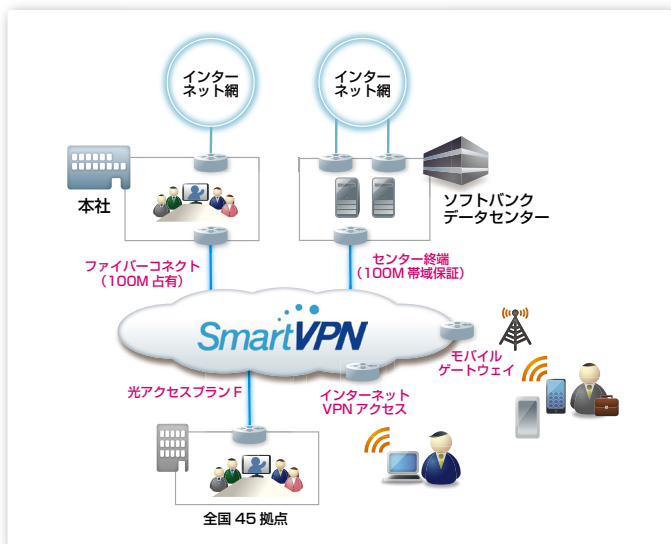 インター
ネット網
インター
ネット網
本社
ソフトバンク
データセンター
ファイバーコネクト
（100M 占有）
センター終端
（100M 帯域保証）
SmartVPN
モバイル
ゲートウェイ
光アクセスプラン F
インターネット
VPN アクセス
全国 45 拠点